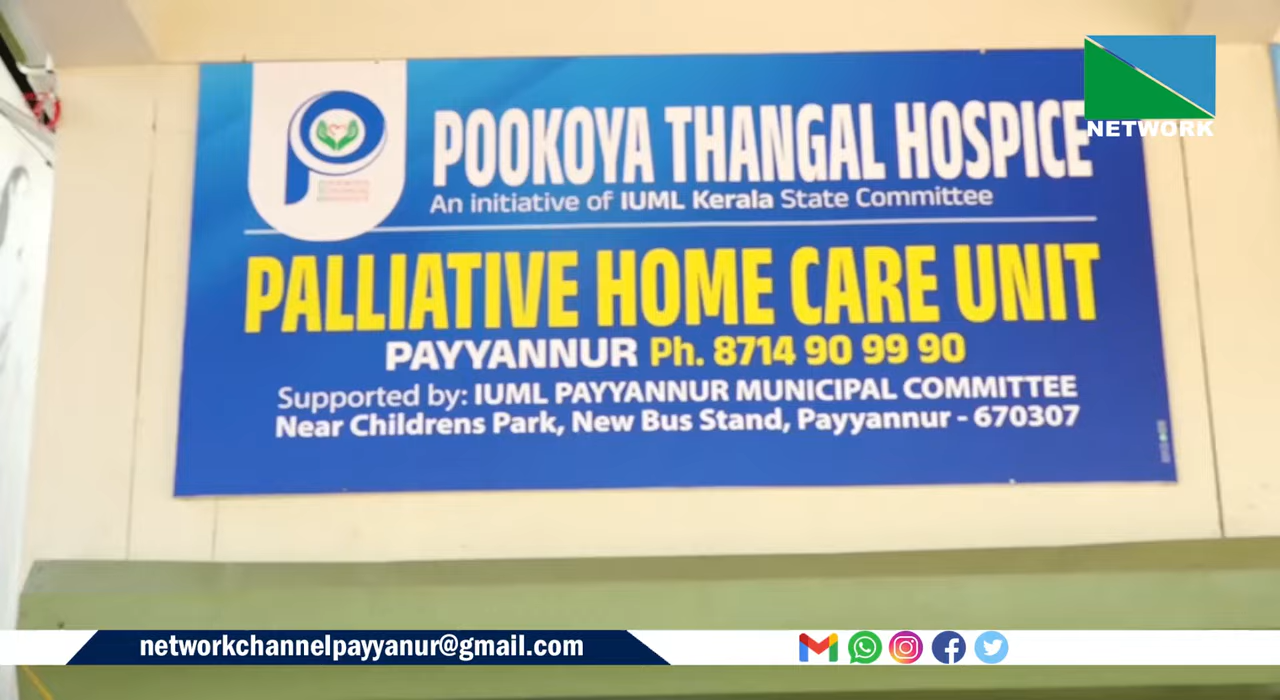 NETWORK
POOKOYA THANGAL HOSPICE
An initiative of IUML Kerala State Committee
PALLIATIVE HOME CARE UNIT
PAYYANNUR Ph. 8714 90 99 90
Supported by: IUML PAYYANNUR MUNICIPAL COMMITTEE
Near Childrens Park, New Bus Stand, Payyannur - 670307
networkchannelpayyanur@gmail.com